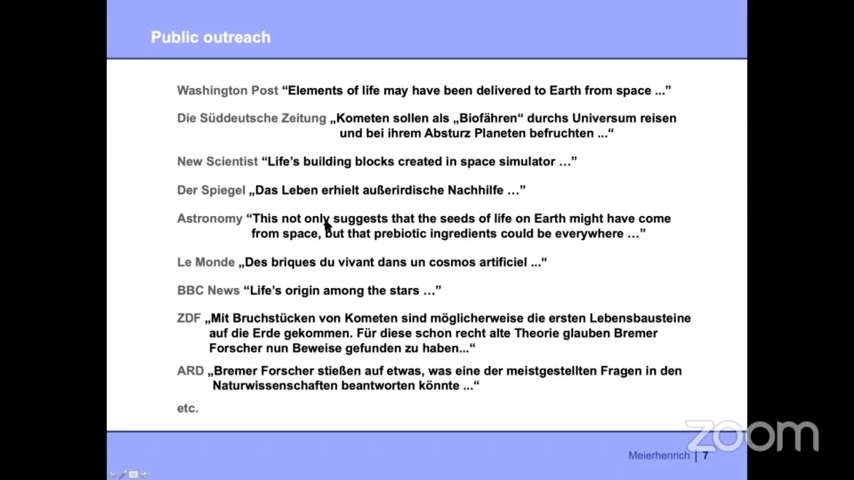 Public outreach
Washington Post “Elements of life may have been delivered to Earth from space ...”
Die Süddeutsche Zeitung „Kometen sollen als „Biofähren“ durchs Universum reisen
und bei ihrem Absturz Planeten befruchten ...“
New Scientist “Life’s building blocks created in space simulator …”
Der Spiegel „Das Leben erhielt außerirdische Nachhilfe …”
Astronomy “This not only suggests that the seeds of life on Earth might have come
from space, but that prebiotic ingredients could be everywhere …”
Le Monde „Des briques du vivant dans un cosmos artificiel ...“
BBC News “Life’s origin among the stars …”
ZDF „Mit Bruchstücken von Kometen sind möglicherweise die ersten Lebensbausteine
auf die Erde gekommen. Für diese schon recht alte Theorie glauben Bremer
Forscher nun Beweise gefunden zu haben...“
ARD „Bremer Forscher stießen auf etwas, was eine der meistgestellten Fragen in den
Naturwissenschaften beantworten könnte ...“
etc.
zoom
Meierhenrich | 7